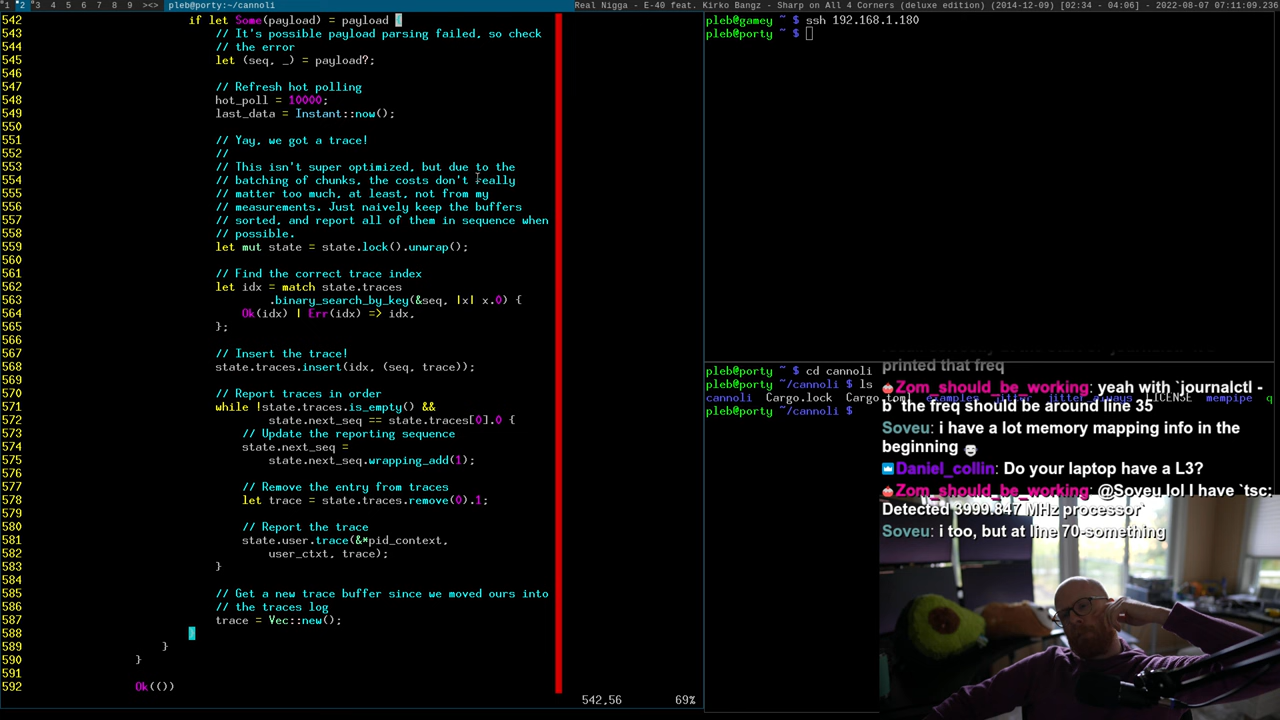 1 2 3 4 5 6 7 8 9 ><> pleb@porty:~/cannoli
Real Nigga - E-40 feat. Kirko Bangz - Sharp on All 4 Corners (deluxe edition) (2014-12-09) [02:34 - 04:06] - 2022-08-07 07:11:09.236
542 if let Some(payload) = payload {
543 // It's possible payload parsing failed, so check
544 // the error
545 let (seq, _) = payload?;
546
547 // Refresh hot polling
548 hot_poll = 10000;
549 last_data = Instant::now();
550
551 // Yay, we got a trace!
552 //
553 // This isn't super optimized, but due to the
554 // batching of chunks, the costs don't really
555 // matter too much, at least, not from my
556 // measurements. Just naively keep the buffers
557 // sorted, and report all of them in sequence when
558 // possible.
559 let mut state = state.lock().unwrap();
560
561 // Find the correct trace index
562 let idx = match state.traces
563 .binary_search_by_key(&seq, |x| x.0) {
564 Ok(idx) | Err(idx) => idx,
565 };
566
567 // Insert the trace!
568 state.traces.insert(idx, (seq, trace));
569
570 // Report traces in order
571 while !state.traces.is_empty() &&
572 state.next_seq == state.traces[0].0 {
573 // Update the reporting sequence
574 state.next_seq =
575 state.next_seq.wrapping_add(1);
576
577 // Remove the entry from traces
578 let trace = state.traces.remove(0).1;
579
580 // Report the trace
581 state.user.trace(&*pid_context,
582 user_ctxt, trace);
583 }
584
585 // Get a new trace buffer since we moved ours into
586 // the traces log
587 trace = Vec::new();
588 }
589 }
590 }
591
592 Ok(())
542,56 69%
pleb@gamey ~ $ ssh 192.168.1.180
pleb@porty ~ $
pleb@porty ~ $ cd cannoli
pleb@porty ~/cannoli $ ls
cannoli Cargo.lock Cargo.toml examples jitter jitter_always LICENSE mempipe q
pleb@porty ~/cannoli $
printed that freq
Zom_should_be_working: yeah with `journalctl -
b` the freq should be around line 35
Soveu: i have a lot memory mapping info in the
beginning
Daniel_collin: Do your laptop have a L3?
Zom_should_be_working: @Soveu lol I have `tsc:
Detected 3999.847 MHz processor`
Soveu: i too, but at line 70-something